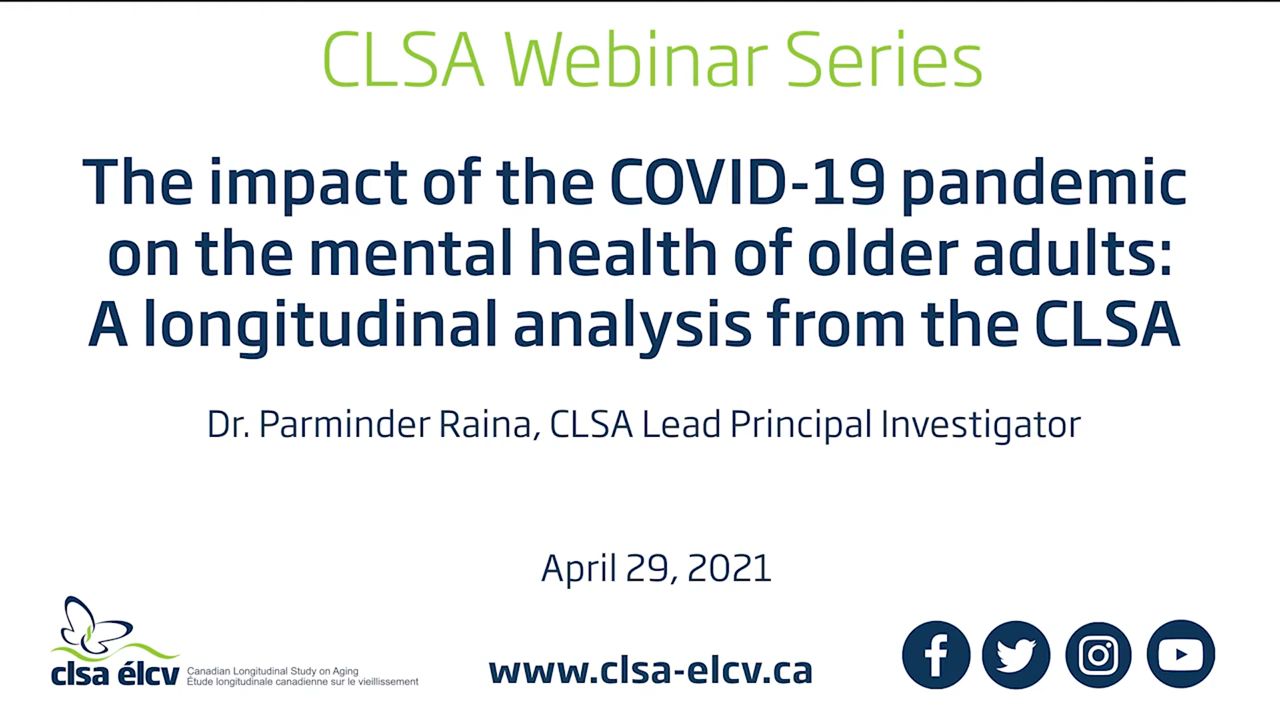 CLSA Webinar Series
The impact of the COVID-19 pandemic
on the mental health of older adults:
A longitudinal analysis from the CLSA
Dr. Parminder Raina, CLSA Lead Principal Investigator
April 29, 2021
clsa élcv
Canadian Longitudinal Study on Aging
Étude longitudinale canadienne sur le vieillissement
www.clsa-elcv.ca